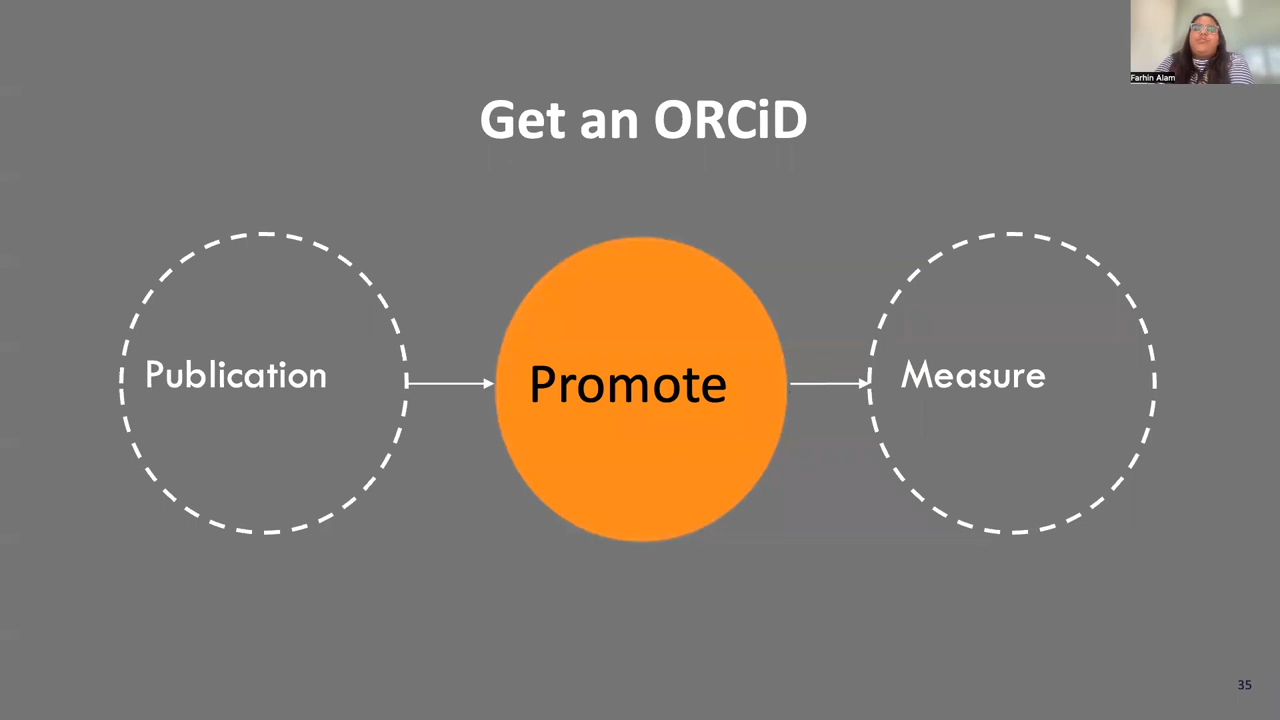 Farhin Alam
Get an ORCiD
Publication
Promote
Measure
35